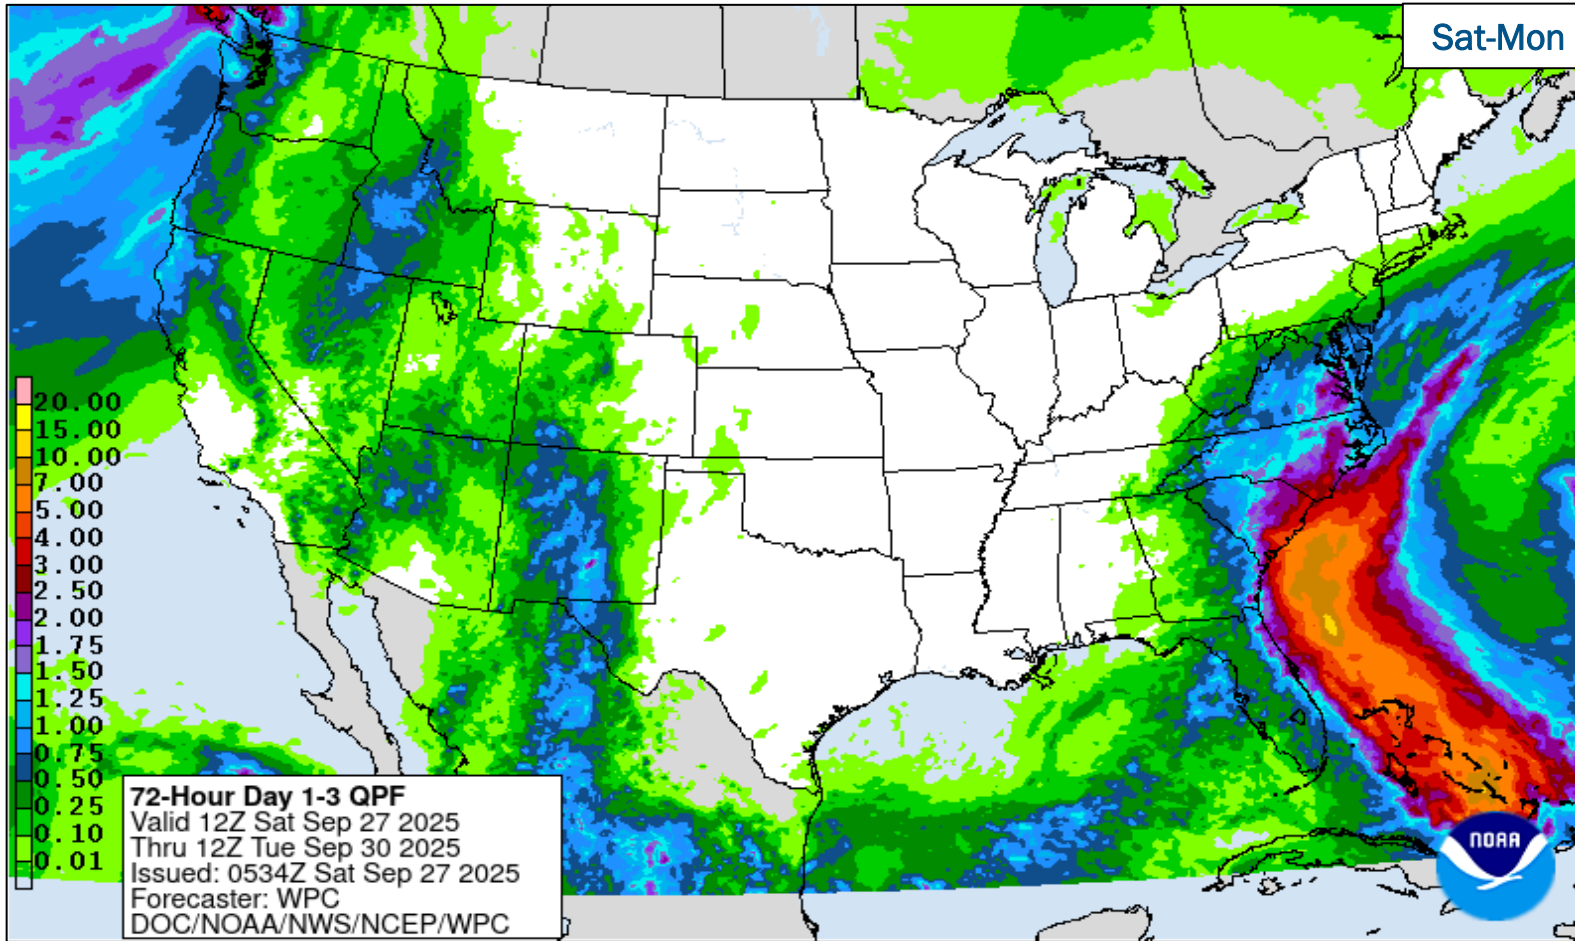 Sat-Mon
20.00
15.00
10.00
7.00
5.00
4.00
3.00
2.50
2.00
1.75
1.50
1.25
1.00
0.75
0.50
0.25
0.10
0.01
72-Hour Day 1-3 QPF
Valid 12Z Sat Sep 27 2025
Thru 12Z Tue Sep 30 2025
Issued: 0534Z Sat Sep 27 2025
Forecaster: WPC
DOC/NOAA/NWS/NCEP/WPC
NOAA